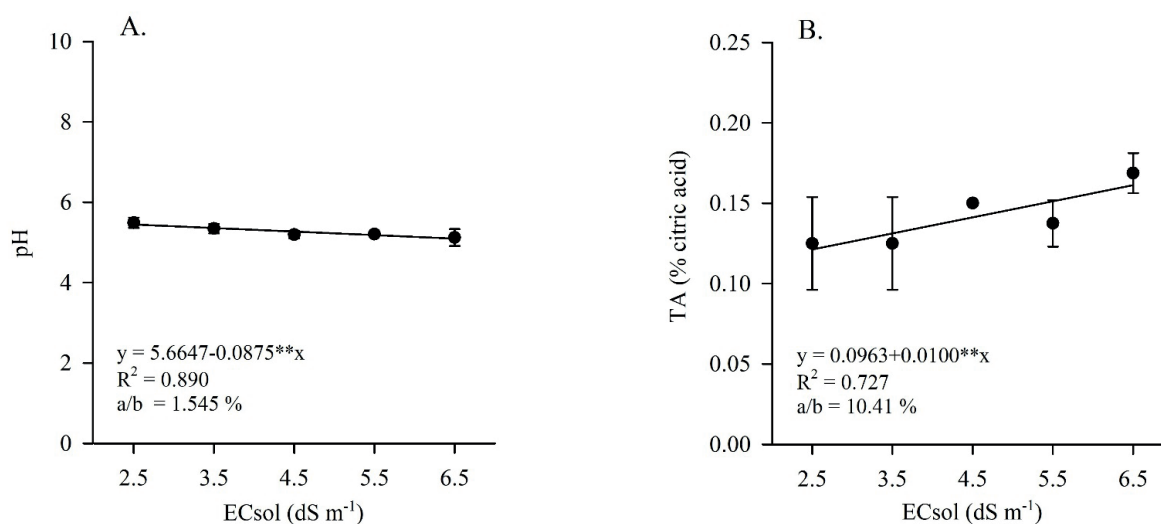 A.
10
8
6
4
2
0
pH
y = 5.6647-0.0875**x
R² = 0.890
a/b = 1.545 %
2.5 3.5 4.5 5.5 6.5
ECsol (dS m⁻¹)
B.
0.25
0.20
0.15
0.10
0.05
0.00
TA (% citric acid)
y = 0.0963+0.0100**x
R² = 0.727
a/b = 10.41 %
2.5 3.5 4.5 5.5 6.5
ECsol (dS m⁻¹)